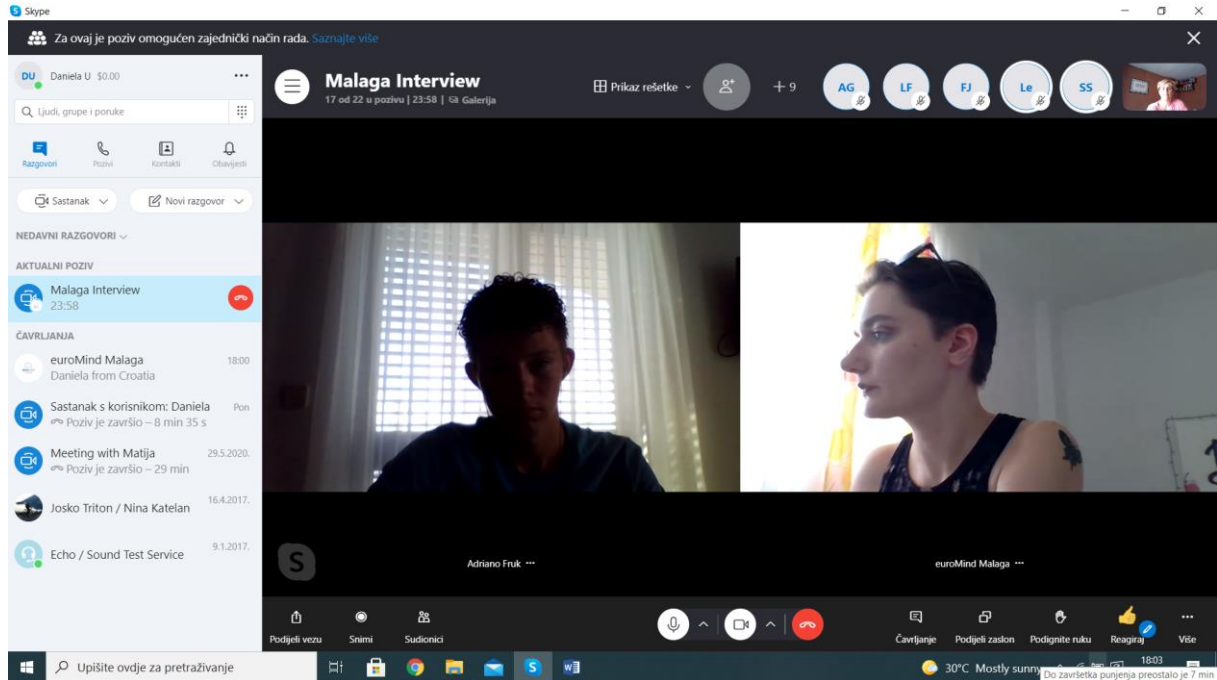 Skype
Za ovaj je poziv omogućen zajednički način rada. Saznajte više
DU Daniela U $0.00
Ljudi, grupe i poruke
Razgovori Pozivi Kontakti Obavijesti
Sastanak Novi razgovor
NEDAVNI RAZGOVORI
AKTUALNI POZIV
Malaga Interview
23:58
ČAVRLJANJA
euroMind Malaga 18:00
Daniela from Croatia
Sastanak s korisnikom: Daniela Pon
Poziv je završio – 8 min 35 s
Meeting with Matija 29.5.2020.
Poziv je završio – 29 min
Josko Triton / Nina Katelan 16.4.2017.
Echo / Sound Test Service 9.1.2017.
Malaga Interview
17 od 22 u pozivu | 23:58 | Galerija
Prikaz rešetke
+ 9
AG LF FJ Le SS
Adriano Fruk
euroMind Malaga
Podijeli vezu Snimi Sudionici
Čavrljanje Podijeli zaslon Podignite ruku Reagiraj Više
Upišite ovdje za pretraživanje
30°C Mostly sunny
18:03
Do završetka punjenja preostalo je 7 min